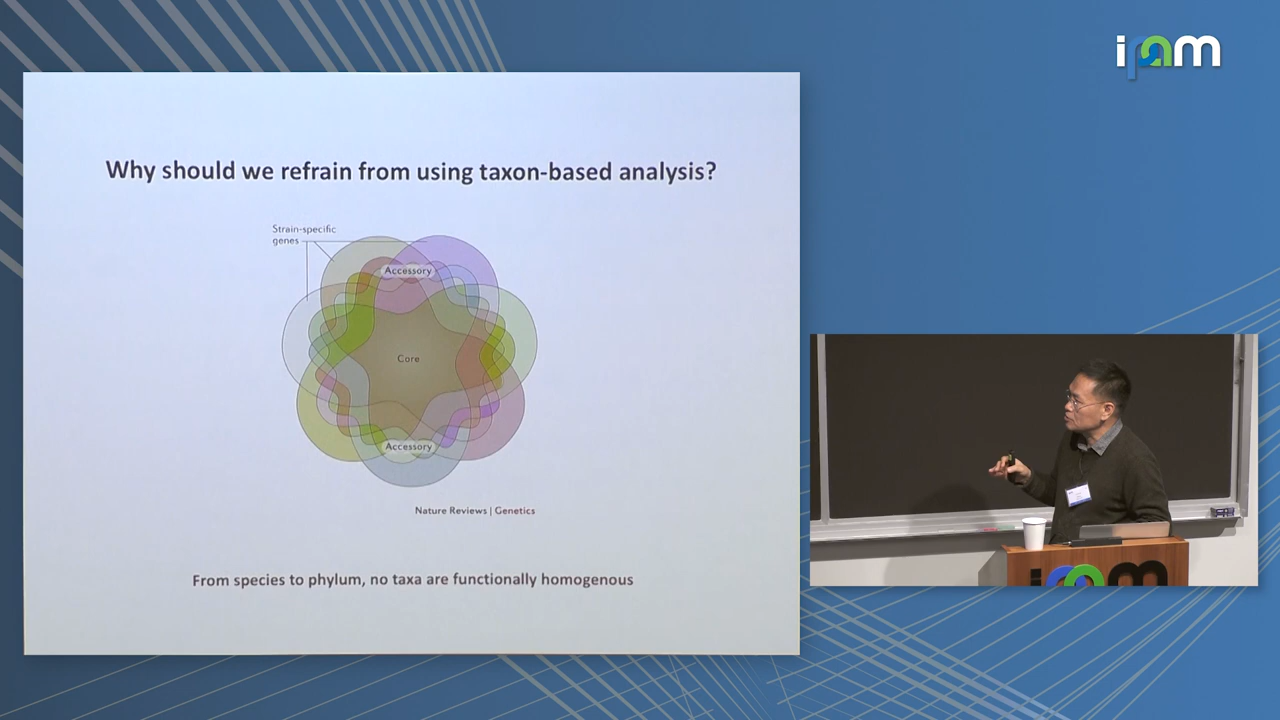 ipam
Why should we refrain from using taxon-based analysis?
Strain-specific
genes
Accessory
Core
Accessory
Nature Reviews | Genetics
From species to phylum, no taxa are functionally homogenous
ipam